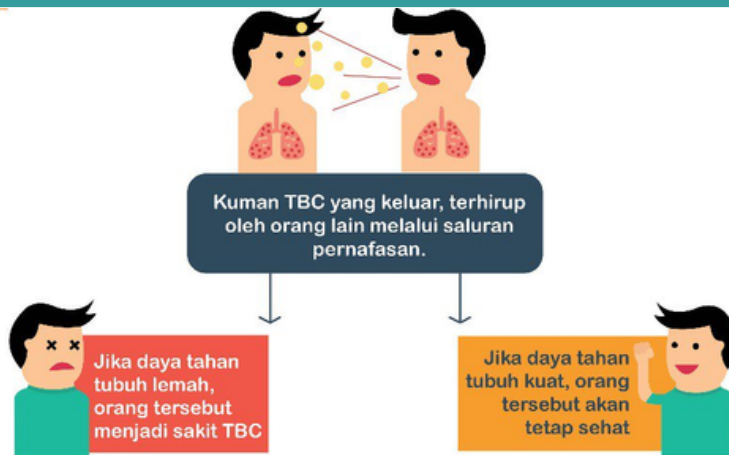 Kuman TBC yang keluar, terhirup
oleh orang lain melalui saluran
pernafasan.
Jika daya tahan
tubuh lemah,
orang tersebut
menjadi sakit TBC
Jika daya tahan
tubuh kuat, orang
tersebut akan
tetap sehat